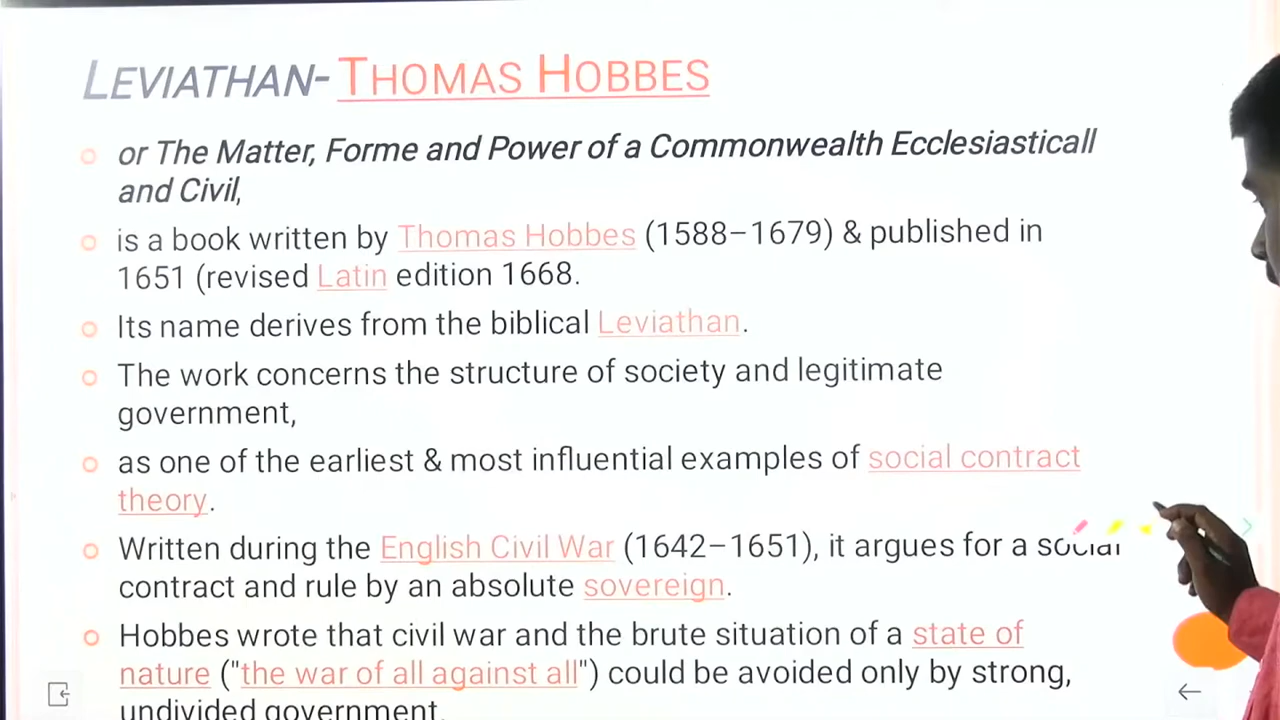 LEVIATHAN- THOMAS HOBBES
or The Matter, Forme and Power of a Commonwealth Ecclesiasticall
and Civil,
is a book written by Thomas Hobbes (1588–1679) & published in
1651 (revised Latin edition 1668.
Its name derives from the biblical Leviathan.
The work concerns the structure of society and legitimate
government,
as one of the earliest & most influential examples of social contract
theory.
Written during the English Civil War (1642–1651), it argues for a social
contract and rule by an absolute sovereign.
Hobbes wrote that civil war and the brute situation of a state of
nature ("the war of all against all") could be avoided only by strong,
undivided government.